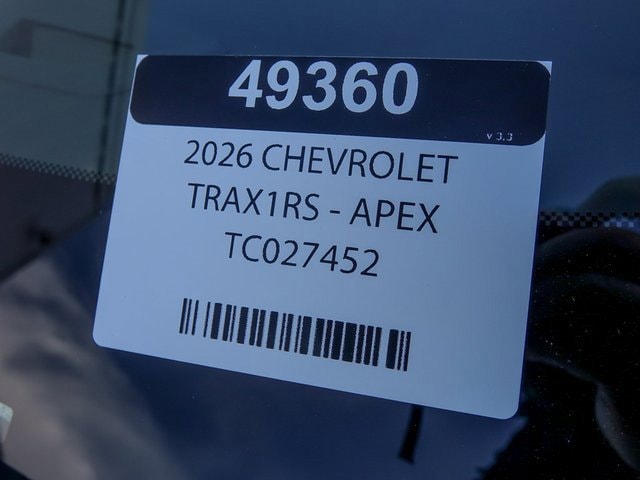 49360
v 3.3
2026 CHEVROLET
TRAX1RS - APEX
TC027452